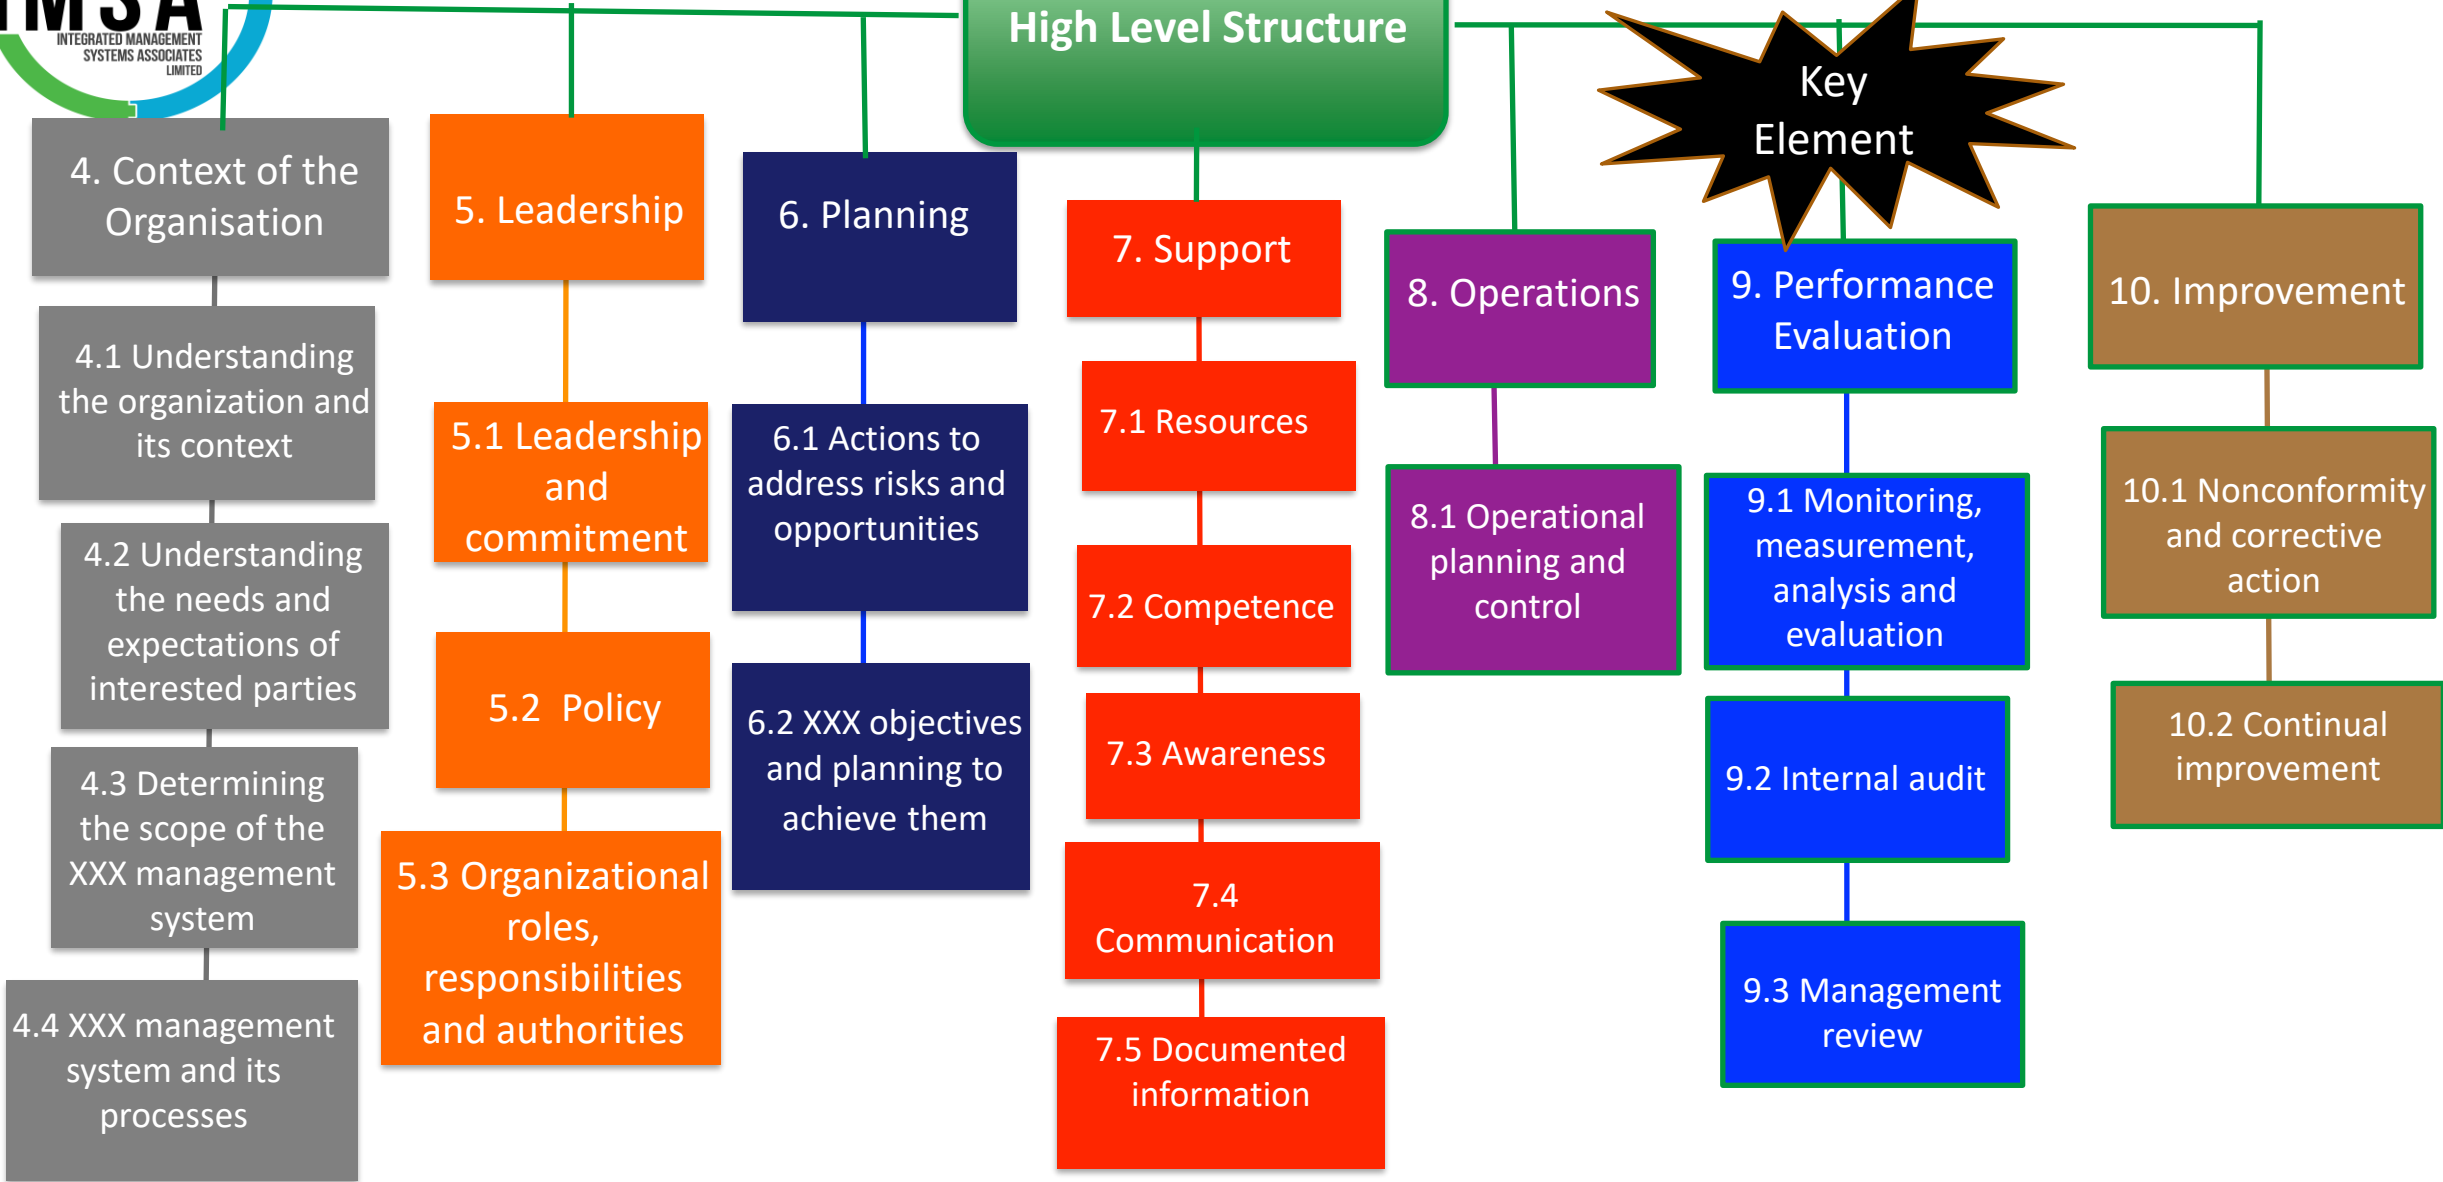 IMSA
INTEGRATED MANAGEMENT
SYSTEMS ASSOCIATES
LIMITED
High Level Structure
Key
Element
4. Context of the
Organisation
4.1 Understanding
the organization and
its context
4.2 Understanding
the needs and
expectations of
interested parties
4.3 Determining
the scope of the
XXX management
system
4.4 XXX management
system and its
processes
5. Leadership
5.1 Leadership
and
commitment
5.2 Policy
5.3 Organizational
roles,
responsibilities
and authorities
6. Planning
6.1 Actions to
address risks and
opportunities
6.2 XXX objectives
and planning to
achieve them
7. Support
7.1 Resources
7.2 Competence
7.3 Awareness
7.4
Communication
7.5 Documented
information
8. Operations
8.1 Operational
planning and
control
9. Performance
Evaluation
9.1 Monitoring,
measurement,
analysis and
evaluation
9.2 Internal audit
9.3 Management
review
10. Improvement
10.1 Nonconformity
and corrective
action
10.2 Continual
improvement